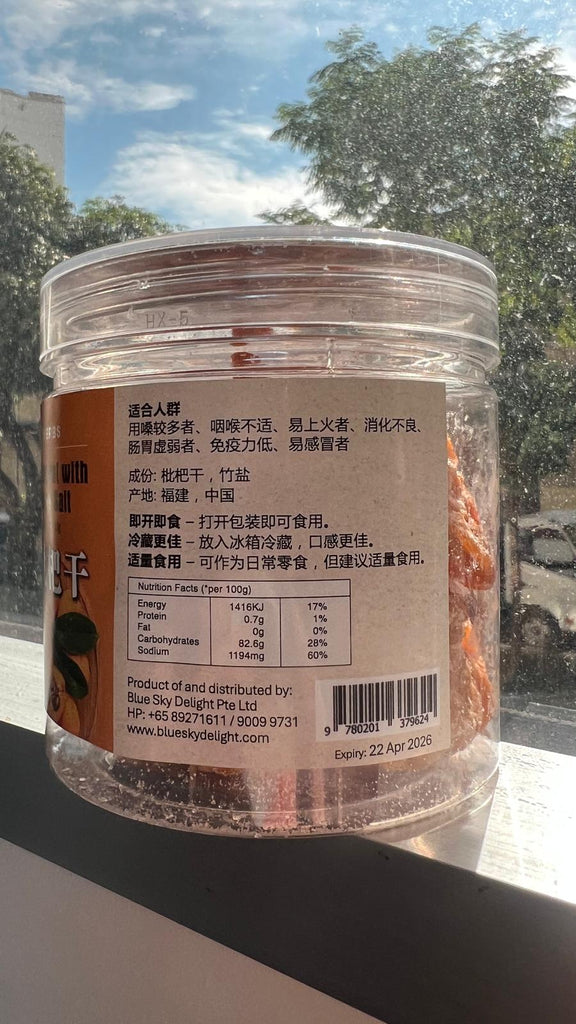 HX-5
适合人群
用嗓较多者、咽喉不适、易上火者、消化不良、
肠胃虚弱者、免疫力低、易感冒者
成份: 枇杷干，竹盐
产地: 福建，中国
即开即食 – 打开包装即可食用。
冷藏更佳 – 放入冰箱冷藏，口感更佳。
适量食用 – 可作为日常零食，但建议适量食用。
Nutrition Facts (*per 100g)
Energy 1416KJ 17%
Protein 0.7g 1%
Fat 0g 0%
Carbohydrates 82.6g 28%
Sodium 1194mg 60%
Product of and distributed by:
Blue Sky Delight Pte Ltd
HP: +65 89271611 / 9009 9731
www.blueskydelight.com
9 780201 379624
Expiry: 22 Apr 2026
with
alt
杷干